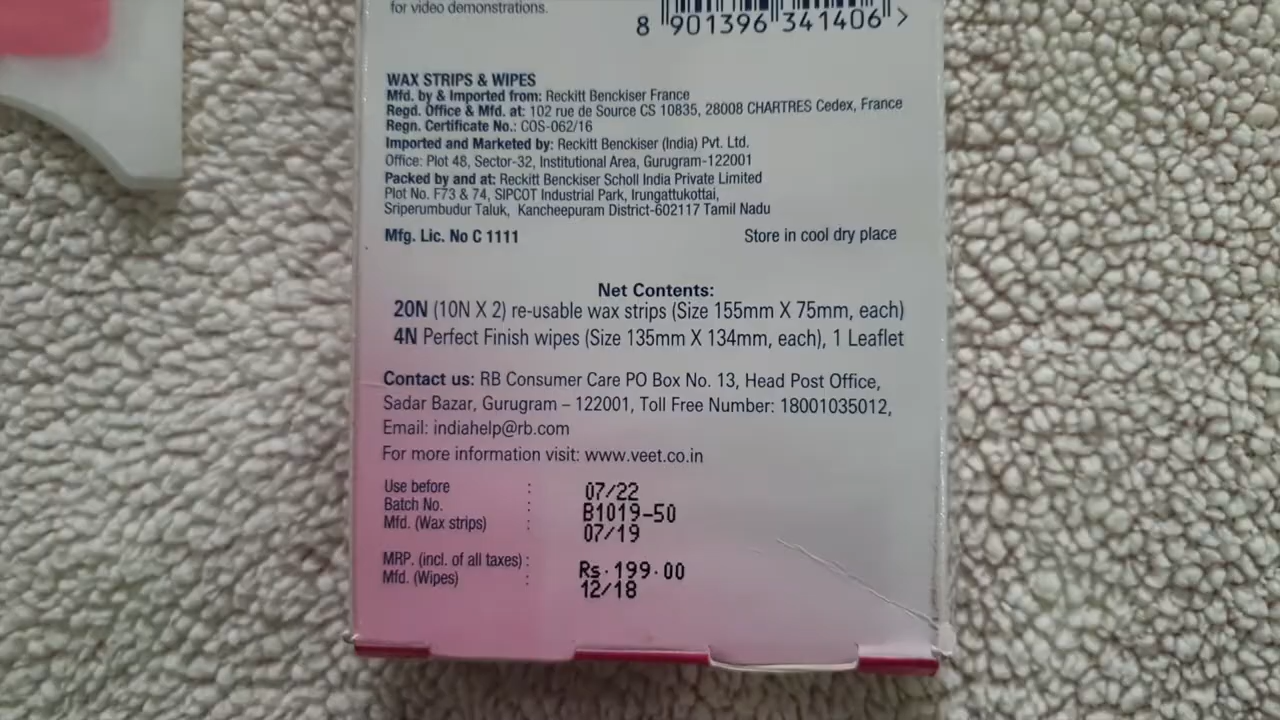 for video demonstrations.
8 901396 341406 >
WAX STRIPS & WIPES
Mfd. by & Imported from: Reckitt Benckiser France
Regd. Office & Mfd. at: 102 rue de Source CS 10835, 28008 CHARTRES Cedex, France
Regn. Certificate No.: COS-062/16
Imported and Marketed by: Reckitt Benckiser (India) Pvt. Ltd.
Office: Plot 48, Sector-32, Institutional Area, Gurugram-122001
Packed by and at: Reckitt Benckiser Scholl India Private Limited
Plot No. F73 & 74, SIPCOT Industrial Park, Irungattukottai,
Sriperumbudur Taluk, Kancheepuram District-602117 Tamil Nadu
Mfg. Lic. No C 1111 Store in cool dry place
Net Contents:
20N (10N X 2) re-usable wax strips (Size 155mm X 75mm, each)
4N Perfect Finish wipes (Size 135mm X 134mm, each), 1 Leaflet
Contact us: RB Consumer Care PO Box No. 13, Head Post Office,
Sadar Bazar, Gurugram – 122001, Toll Free Number: 18001035012,
Email: indiahelp@rb.com
For more information visit: www.veet.co.in
Use before : 07/22
Batch No. : B1019-50
Mfd. (Wax strips) : 07/19
MRP. (incl. of all taxes) : Rs.199.00
Mfd. (Wipes) : 12/18